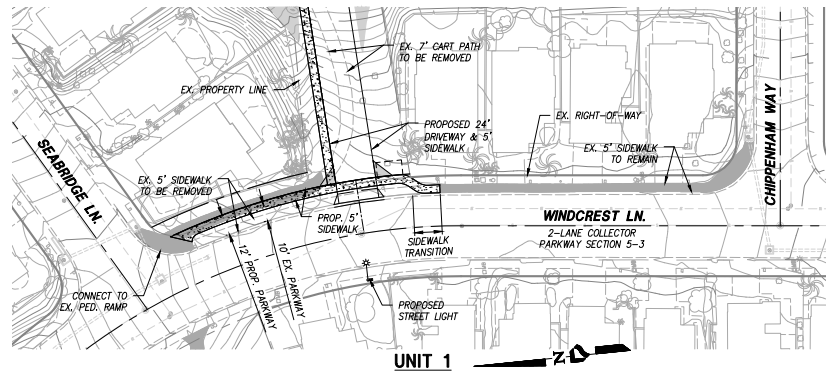 EX. 7' CART PATH
TO BE REMOVED
EX. PROPERTY LINE
PROPOSED 24'
DRIVEWAY & 5'
SIDEWALK
EX. RIGHT-OF-WAY
EX. 5' SIDEWALK
TO REMAIN
CHIPPENHAM WAY
SEABRIDGE LN.
EX. 5' SIDEWALK
TO BE REMOVED
PROP. 5'
SIDEWALK
WINDCREST LN.
2-LANE COLLECTOR
PARKWAY SECTION 5-3
SIDEWALK
TRANSITION
12' PROP. PARKWAY
10' EX. PARKWAY
CONNECT TO
EX. PED. RAMP
PROPOSED
STREET LIGHT
UNIT 1
N